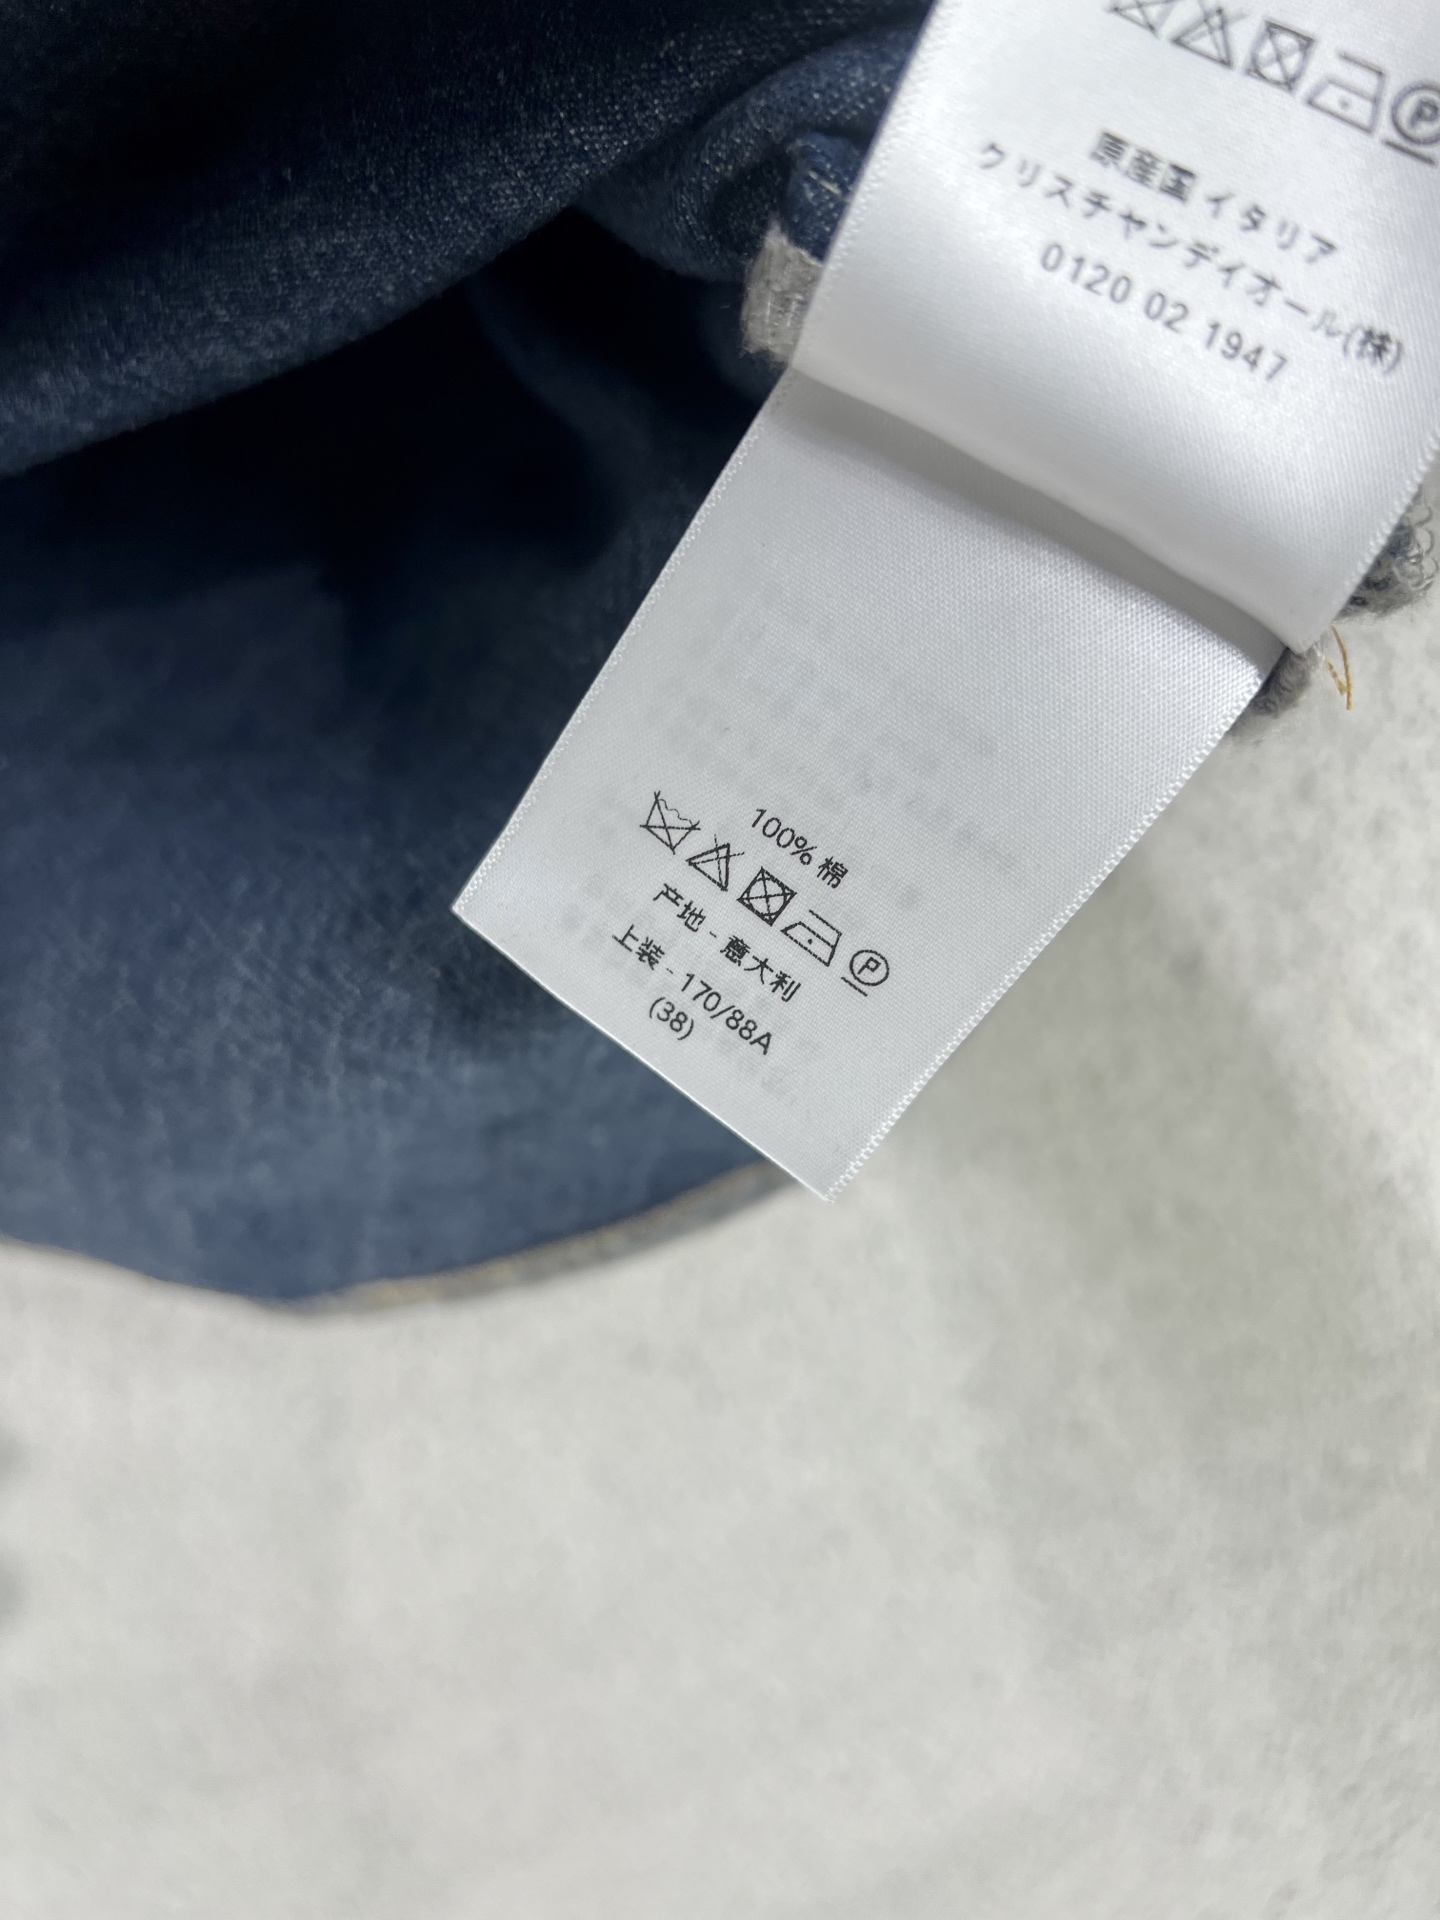 原産国 イタリア
クリスチャンディオール(株)
0120 02 1947
100% 棉
P
产地 - 意大利
上装 - 170/88A
(38)